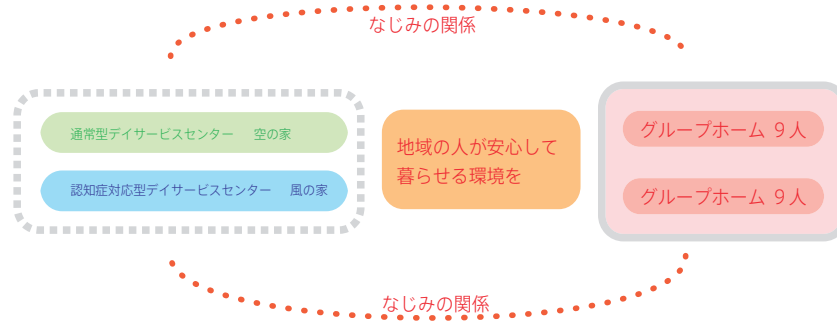 なじみの関係
通常型デイサービスセンター　空の家
認知症対応型デイサービスセンター　風の家
地域の人が安心して
暮らせる環境を
グループホーム 9人
グループホーム 9人
なじみの関係